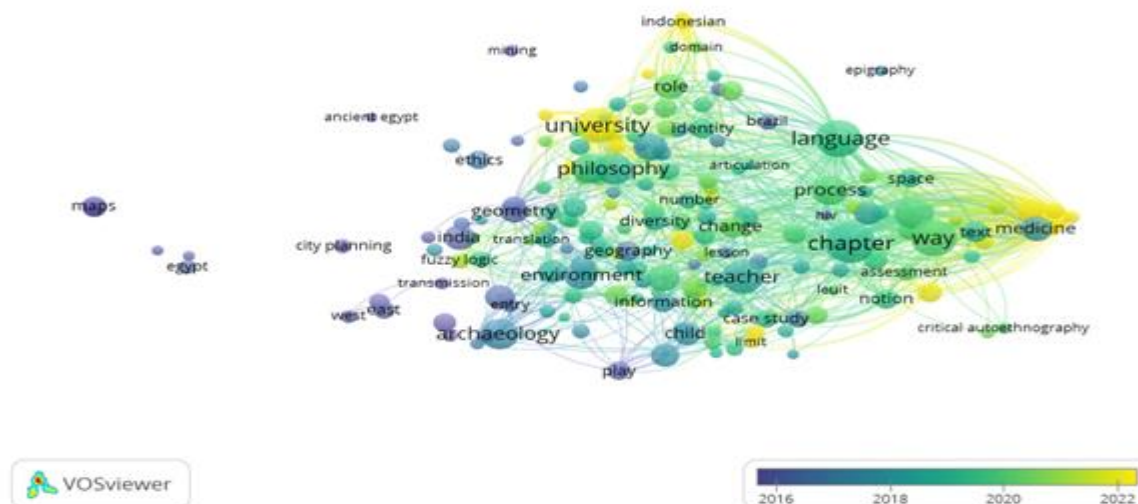 indonesian
mining
domain
epigraphy
role
ancient egypt
university
identity
brazil
language
ethics
philosophy
articulation
process
space
maps
geometry
number
hiv
diversity
change
way
text
medicine
city planning
india
translation
geography
lesson
chapter
egypt
fuzzy logic
transmission
environment
teacher
assessment
west
east
entry
information
leuit
notion
archaeology
child
case study
limit
critical autoethnography
play
VOSviewer
2016
2018
2020
2022